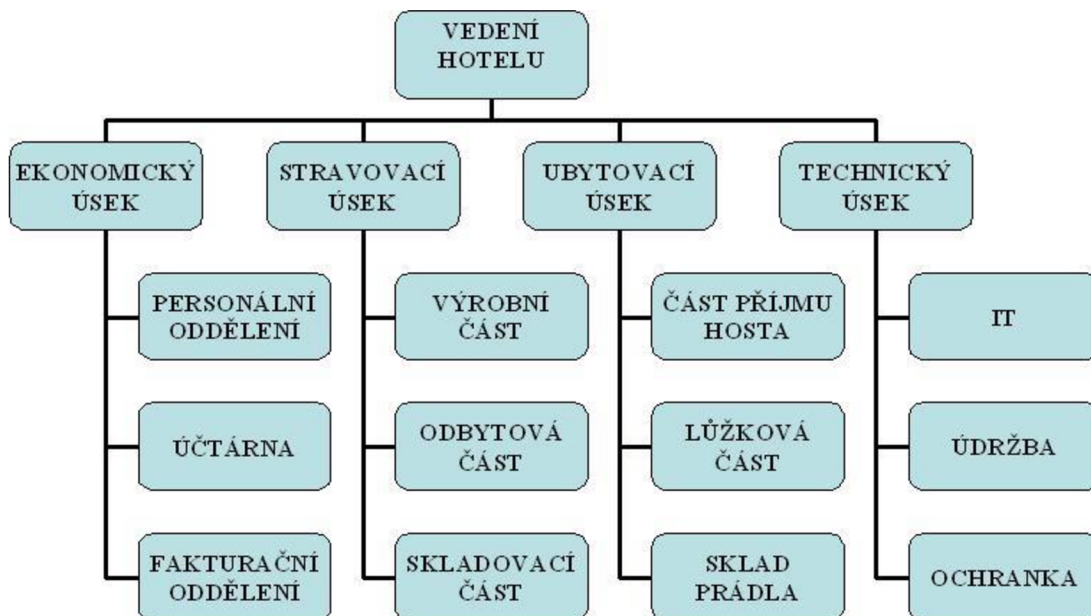 VEDENÍ
HOTELU
EKONOMICKÝ
ÚSEK
STRAVOVACÍ
ÚSEK
UBYTOVACÍ
ÚSEK
TECHNICKÝ
ÚSEK
PERSONÁLNÍ
ODDĚLENÍ
VÝROBNÍ
ČÁST
ČÁST PŘÍJMU
HOSTA
IT
ÚČTÁRNA
ODBYTOVÁ
ČÁST
LŮŽKOVÁ
ČÁST
ÚDRŽBA
FAKTURAČNÍ
ODDĚLENÍ
SKLADOVACÍ
ČÁST
SKLAD
PRÁDLA
OCHRANKA